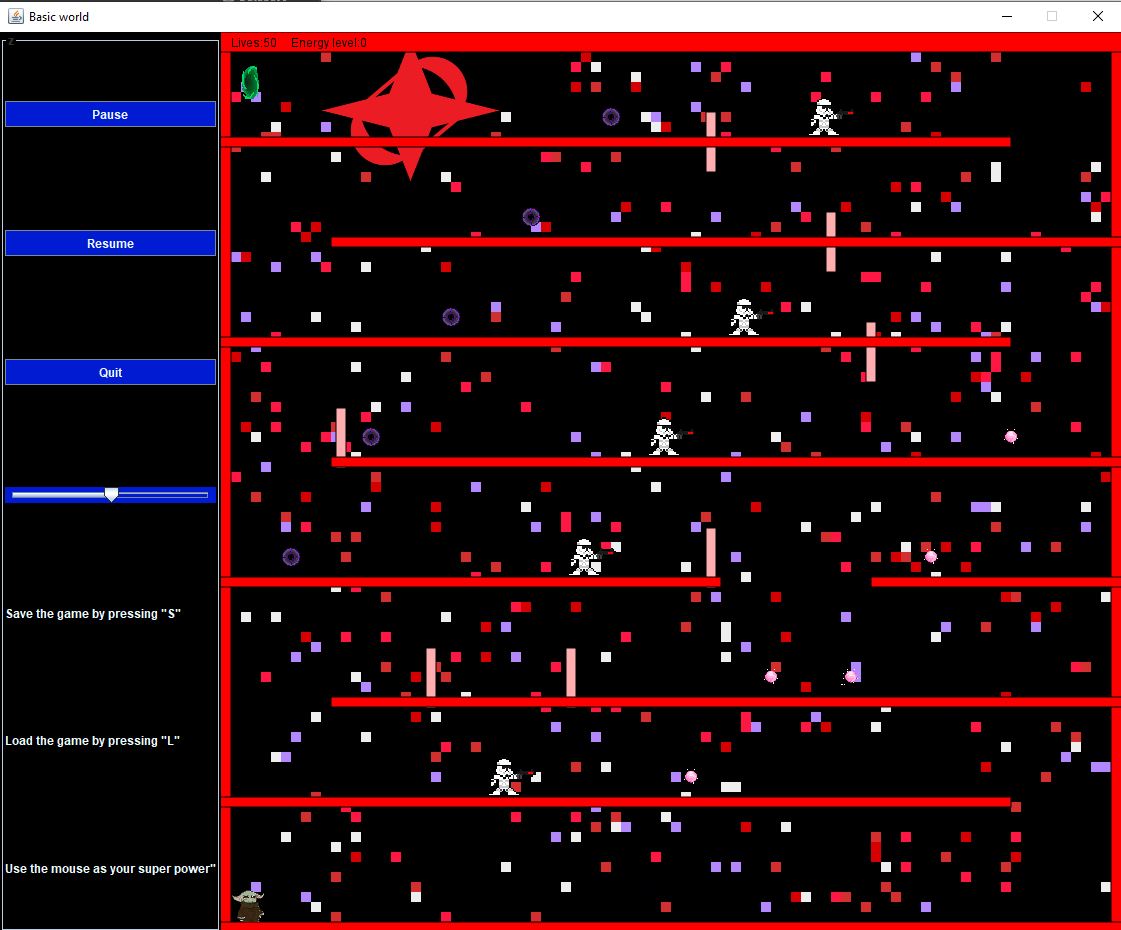 Basic world
Lives:50 Energy level:0
Pause
Resume
Quit
Save the game by pressing "S"
Load the game by pressing "L"
Use the mouse as your super power"